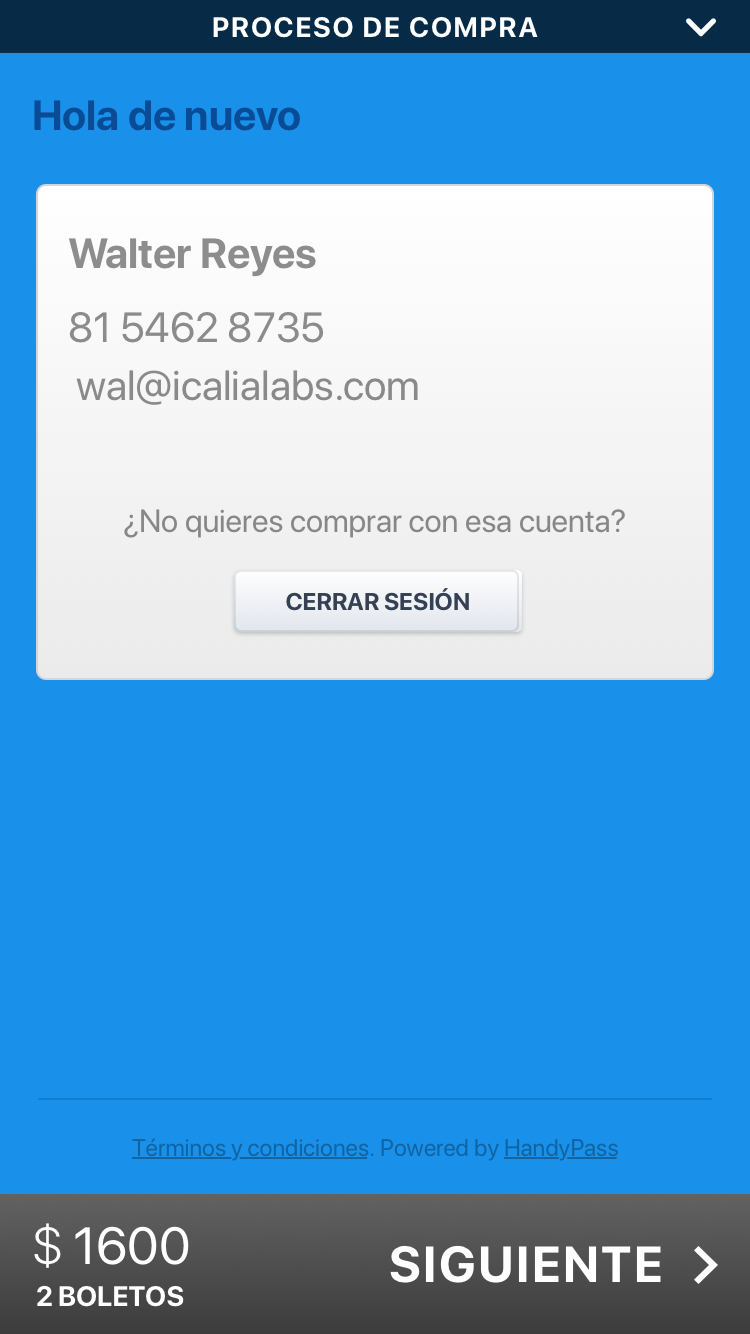 PROCESO DE COMPRA
Hola de nuevo
Walter Reyes
81 5462 8735
wal@icalialabs.com
¿No quieres comprar con esa cuenta?
CERRAR SESIÓN
Términos y condiciones. Powered by HandyPass
$ 1600
2 BOLETOS
SIGUIENTE